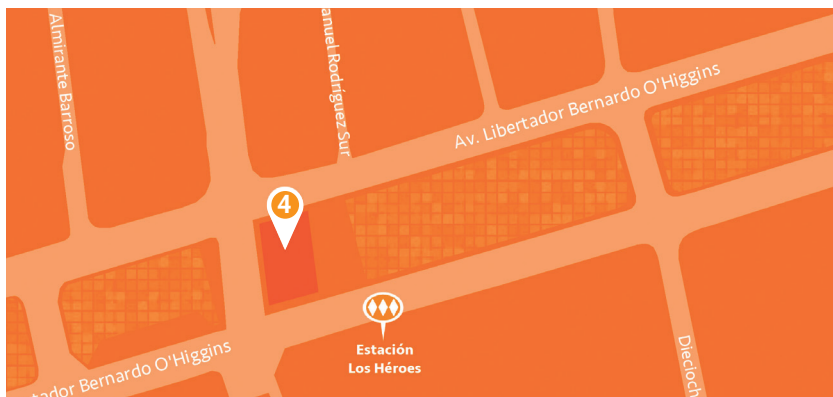 Almirante Barroso
anuel Rodríguez Sur
Av. Libertador Bernardo O'Higgins
4
Estación
Los Héroes
tador Bernardo O'Higgins
Diecioch